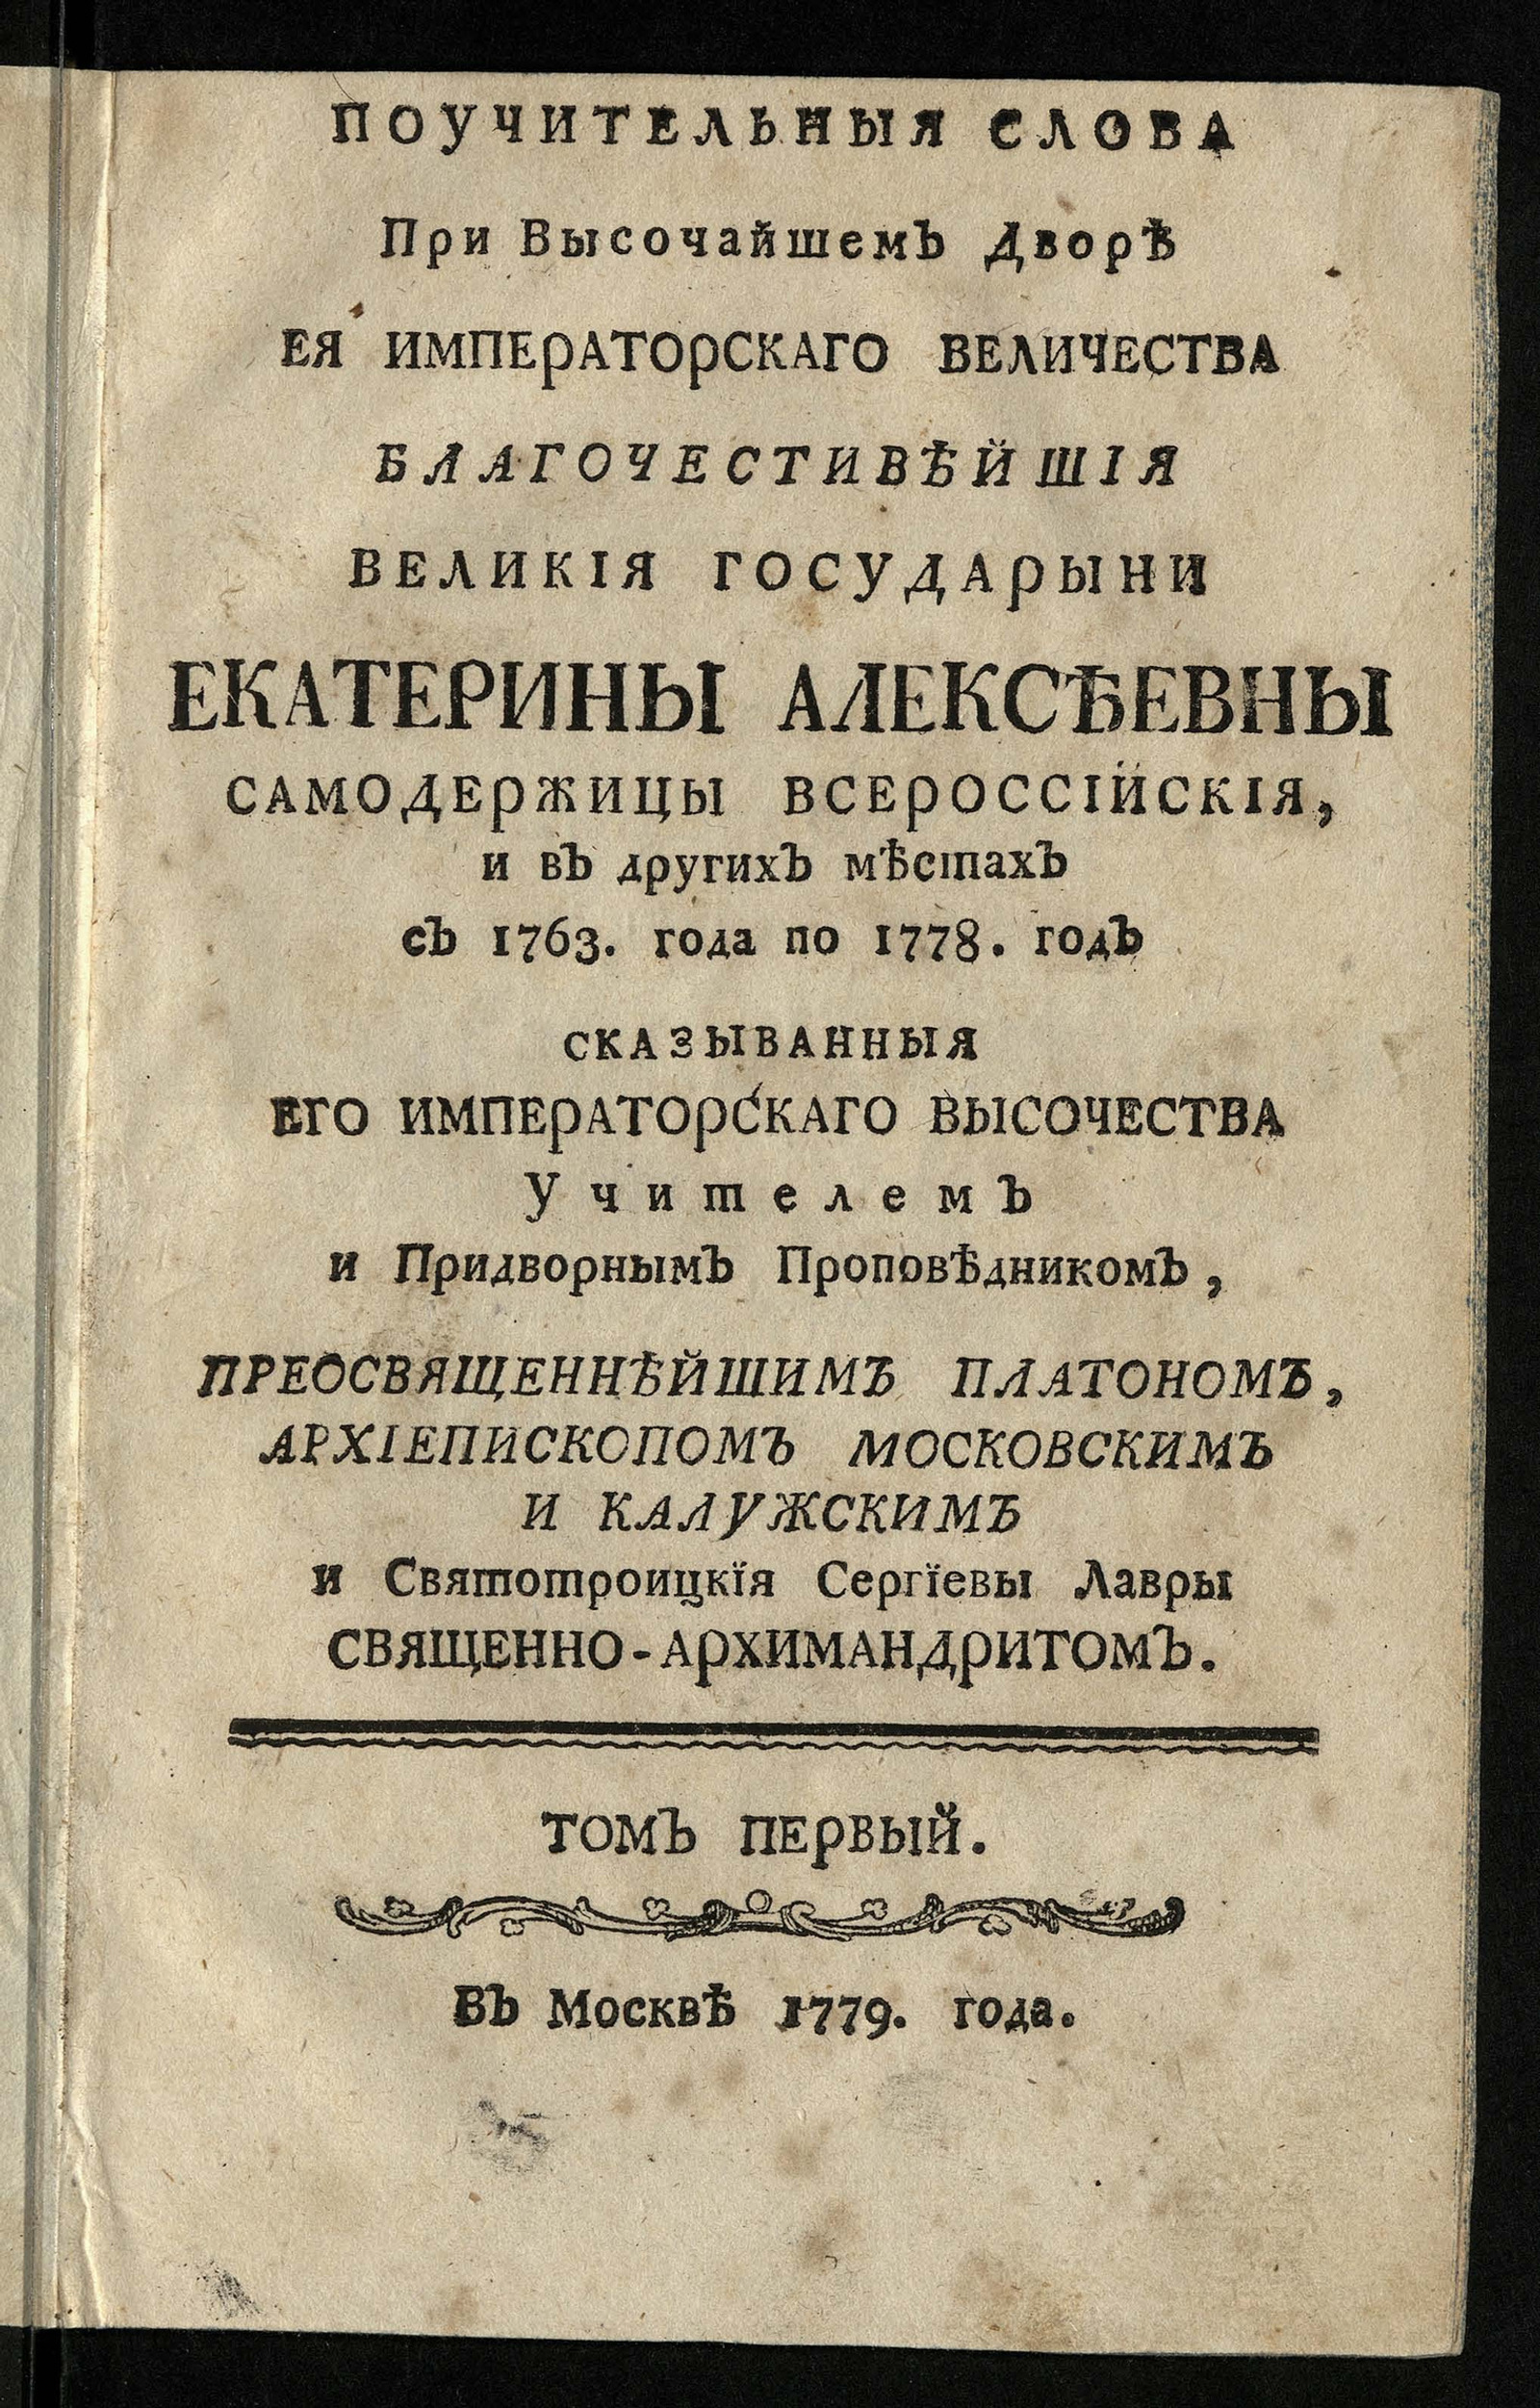 ПОУЧИТЕЛЬНЫЯ СЛОВА
При Высочайшемъ Дворѣ
ЕЯ ИМПЕРАТОРСКАГО ВЕЛИЧЕСТВА
БЛАГОЧЕСТИВѢЙШІЯ
ВЕЛИКІЯ ГОСУДАРЫНИ
ЕКАТЕРИНЫ АЛЕКСѢЕВНЫ
САМОДЕРЖИЦЫ ВСЕРОССІЙСКІЯ,
и въ другихъ мѣстахъ
съ 1763. года по 1778. годъ
СКАЗЫВАННЫЯ
ЕГО ИМПЕРАТОРСКАГО ВЫСОЧЕСТВА
Учителемъ
и Придворнымъ Проповѣдникомъ,
ПРЕОСВЯЩЕННѢЙШИМЪ ПЛАТОНОМЪ,
АРХІЕПИСКОПОМЪ МОСКОВСКИМЪ
И КАЛУЖСКИМЪ
и Святотроицкїя Сергїевы Лавры
СВЯЩЕННО-АРХИМАНДРИТОМЪ.
ТОМЪ ПЕРВЫЙ.
Въ Москвѣ 1779. года.